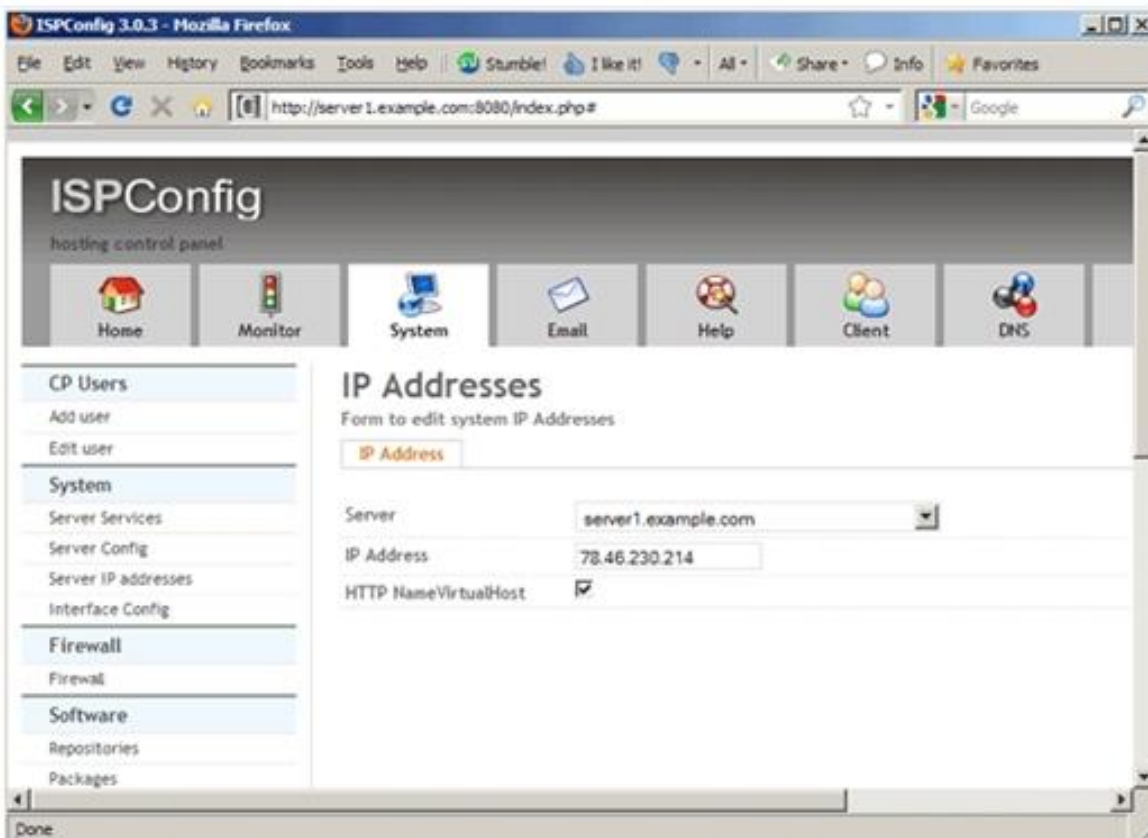 ISPConfig 3.0.3 - Mozilla Firefox
File Edit View History Bookmarks Tools Help Stumble! I like it! All Share Info Favorites
http://server1.example.com:8080/index.php# Google
ISPConfig
hosting control panel
Home Monitor System Email Help Client DNS
CP Users
Add user
Edit user
System
Server Services
Server Config
Server IP addresses
Interface Config
Firewall
Firewall
Software
Repositories
Packages
IP Addresses
Form to edit system IP Addresses
IP Address
Server server1.example.com
IP Address 78.46.230.214
HTTP NameVirtualHost
Done